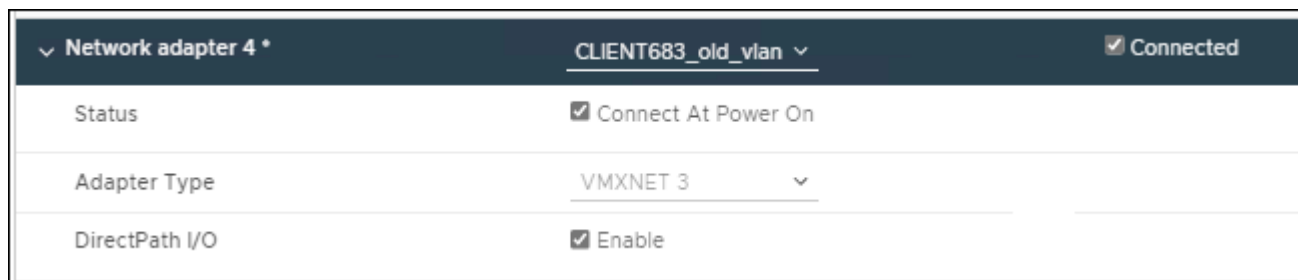 Network adapter 4 * CLIENT683_old_vlan Connected
Status Connect At Power On
Adapter Type VMXNET 3
DirectPath I/O Enable